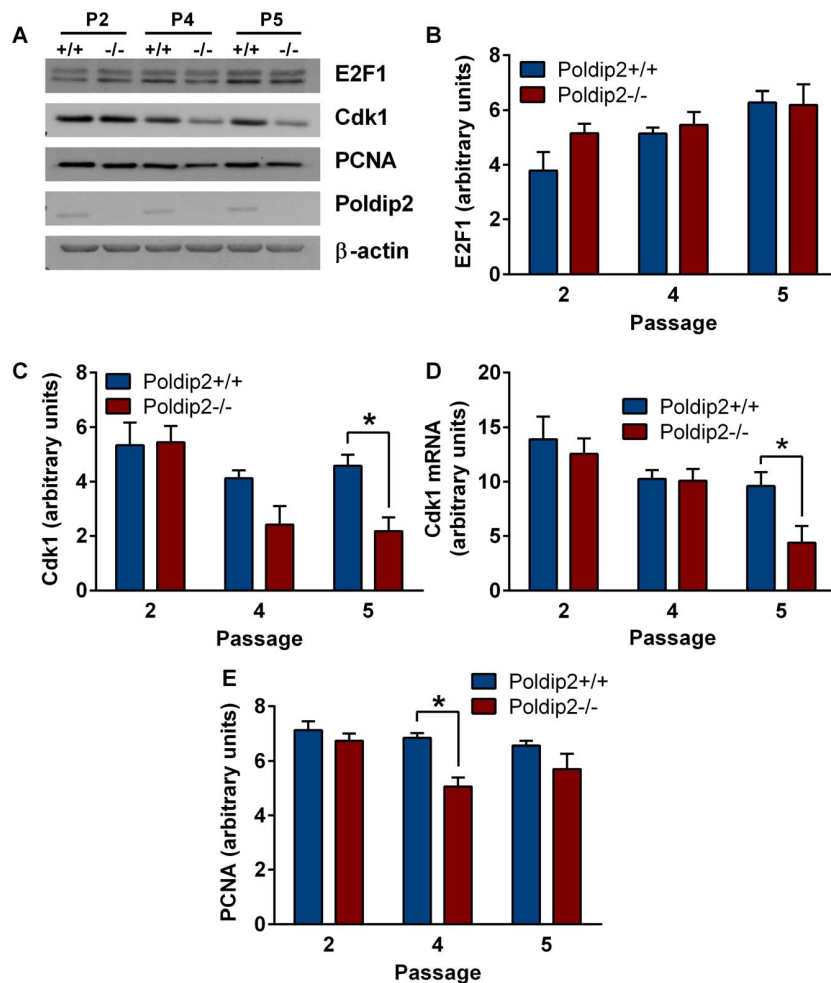 A
P2 P4 P5
+/+ -/- +/+ -/- +/+ -/-
E2F1
Cdk1
PCNA
Poldip2
β-actin
B
E2F1 (arbitrary units)
8
6
4
2
0
Poldip2+/+
Poldip2-/-
2 4 5
Passage
C
Cdk1 (arbitrary units)
8
6
4
2
0
Poldip2+/+
Poldip2-/-
*
2 4 5
Passage
D
Cdk1 mRNA
(arbitrary units)
20
15
10
5
0
Poldip2+/+
Poldip2-/-
*
2 4 5
Passage
E
PCNA (arbitrary units)
8
6
4
2
0
Poldip2+/+
Poldip2-/-
*
2 4 5
Passage